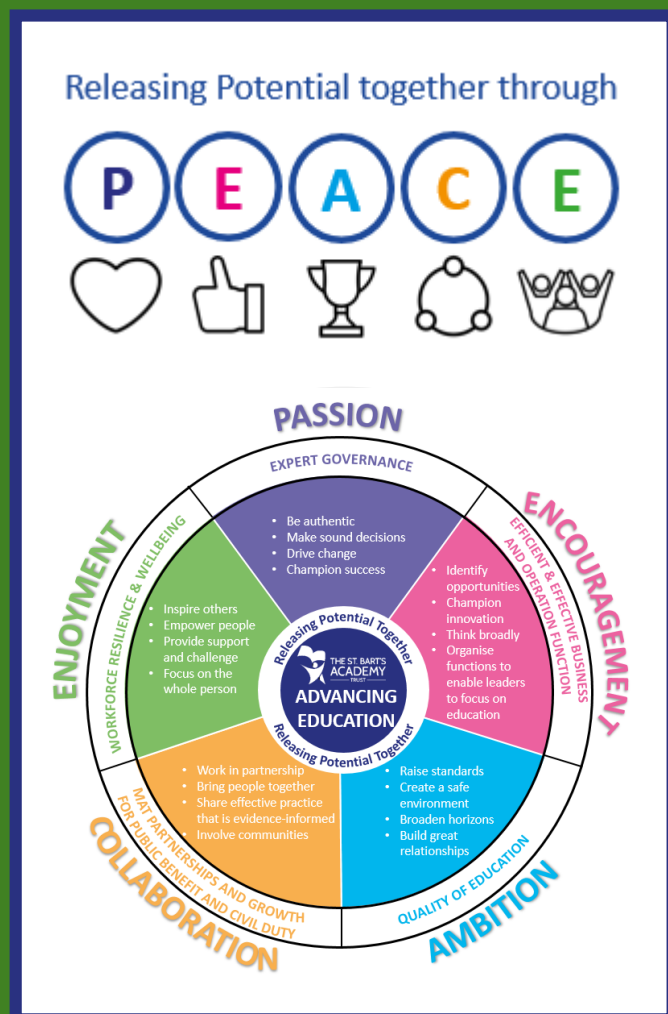 Releasing Potential together through
P E A C E
PASSION
EXPERT GOVERNANCE
• Be authentic
• Make sound decisions
• Drive change
• Champion success
ENCOURAGEMENT
EFFICIENT & EFFECTIVE BUSINESS
AND OPERATION FUNCTION
• Identify
opportunities
• Champion
innovation
• Think broadly
• Organise
functions to
enable leaders
to focus on
education
AMBITION
QUALITY OF EDUCATION
• Raise standards
• Create a safe
environment
• Broaden horizons
• Build great
relationships
COLLABORATION
MAT PARTNERSHIPS AND GROWTH
FOR PUBLIC BENEFIT AND CIVIL DUTY
• Work in partnership
• Bring people together
• Share effective practice
that is evidence-informed
• Involve communities
ENJOYMENT
WORKFORCE RESILIENCE & WELLBEING
• Inspire others
• Empower people
• Provide support
and challenge
• Focus on the
whole person
Releasing Potential Together
THE ST. BART'S
ACADEMY
TRUST
ADVANCING
EDUCATION
Releasing Potential Together